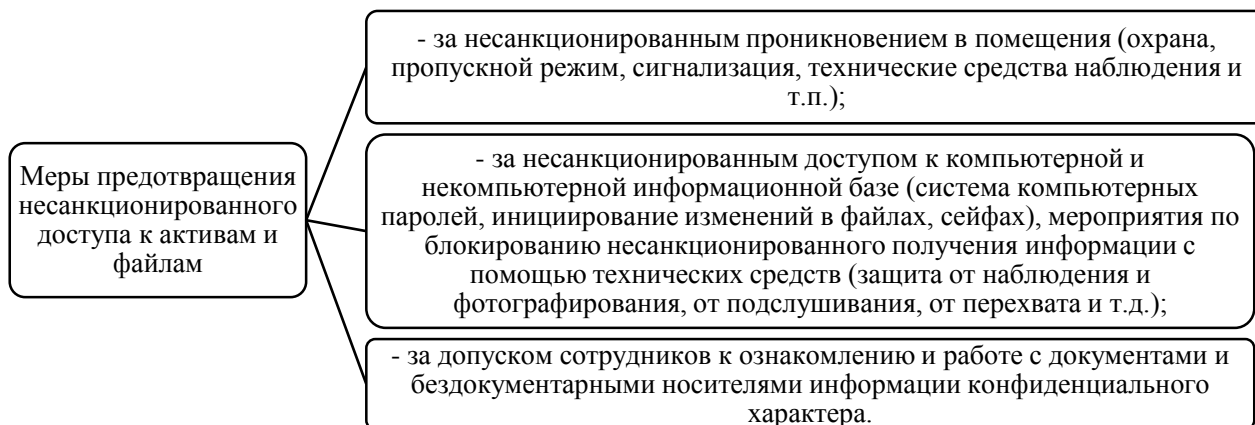 Меры предотвращения
несанкционированного
доступа к активам и
файлам
- за несанкционированным проникновением в помещения (охрана,
пропускной режим, сигнализация, технические средства наблюдения и
т.п.);
- за несанкционированным доступом к компьютерной и
некомпьютерной информационной базе (система компьютерных
паролей, инициирование изменений в файлах, сейфах), мероприятия по
блокированию несанкционированного получения информации с
помощью технических средств (защита от наблюдения и
фотографирования, от подслушивания, от перехвата и т.д.);
- за допуском сотрудников к ознакомлению и работе с документами и
бездокументарными носителями информации конфиденциального
характера.